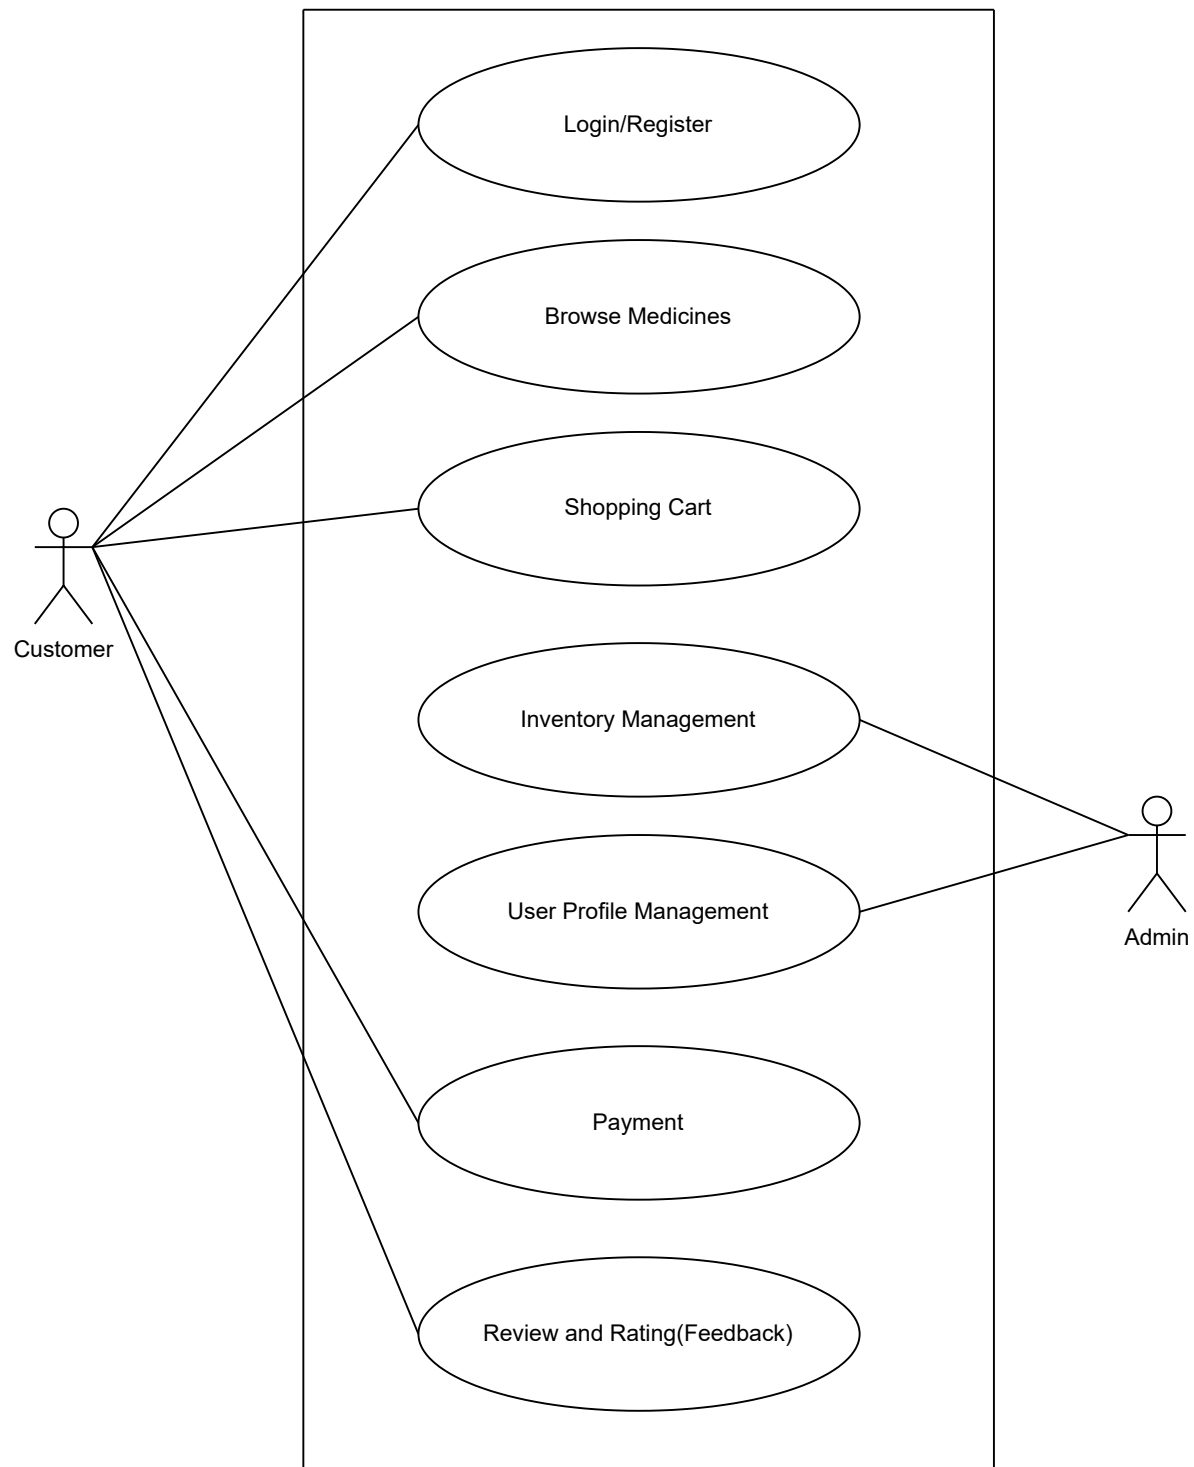 Login/Register
Browse Medicines
Shopping Cart
Customer
Inventory Management
User Profile Management
Admin
Payment
Review and Rating(Feedback)